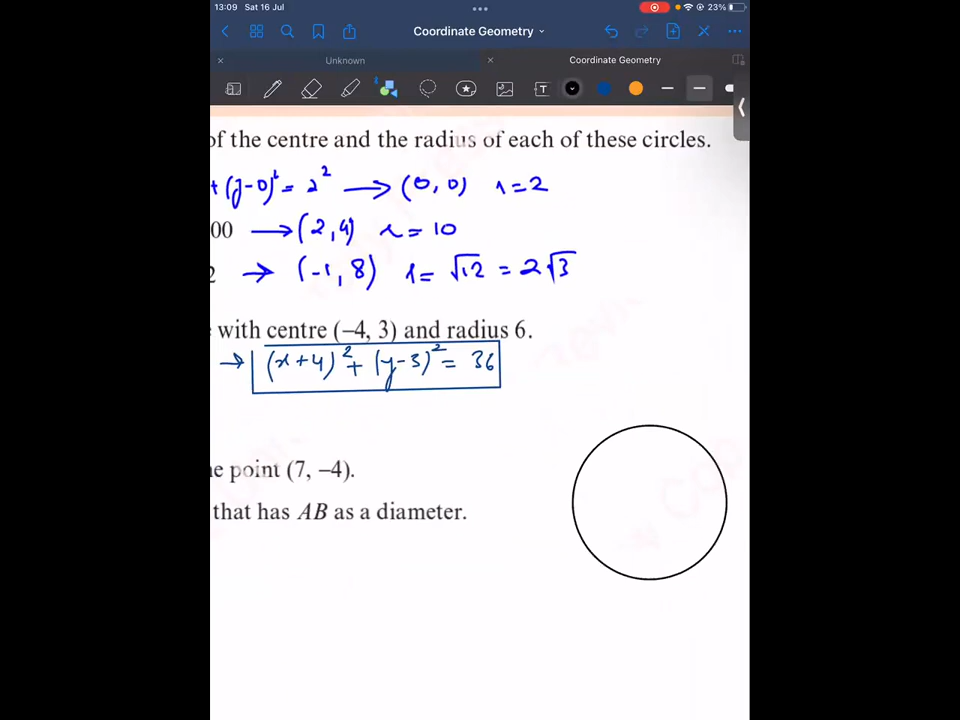 13:09 Sat 16 Jul 23%
Coordinate Geometry
Unknown Coordinate Geometry
of the centre and the radius of each of these circles.
+ (y-0)² = 2² → (0, 0) r = 2
00 → (2, 4) r = 10
2 → (-1, 8) r = √12 = 2√3
with centre (−4, 3) and radius 6.
→ (x+4)² + (y-3)² = 36
e point (7, −4).
that has AB as a diameter.